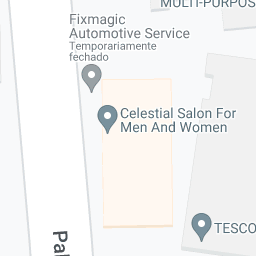 MULTI-PURPOS
Fixmagic
Automotive Service
Temporariamente
fechado
Celestial Salon For
Men And Women
TESCO
Pal